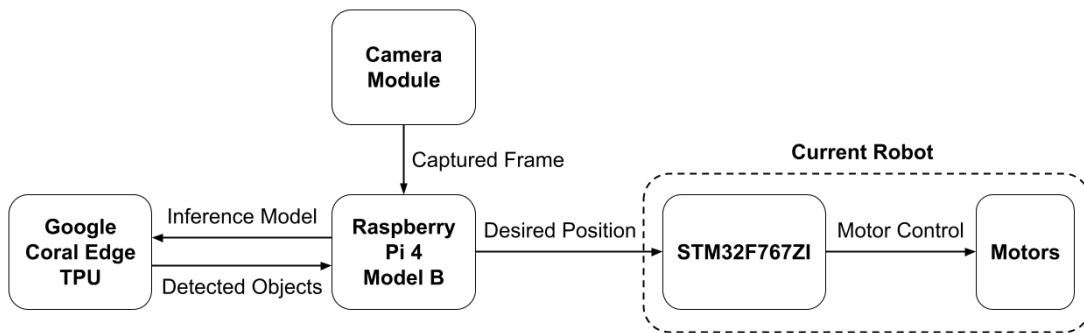 Camera
Module
Captured Frame
Current Robot
Google
Coral Edge
TPU
Inference Model
Detected Objects
Raspberry
Pi 4
Model B
Desired Position
STM32F767ZI
Motor Control
Motors